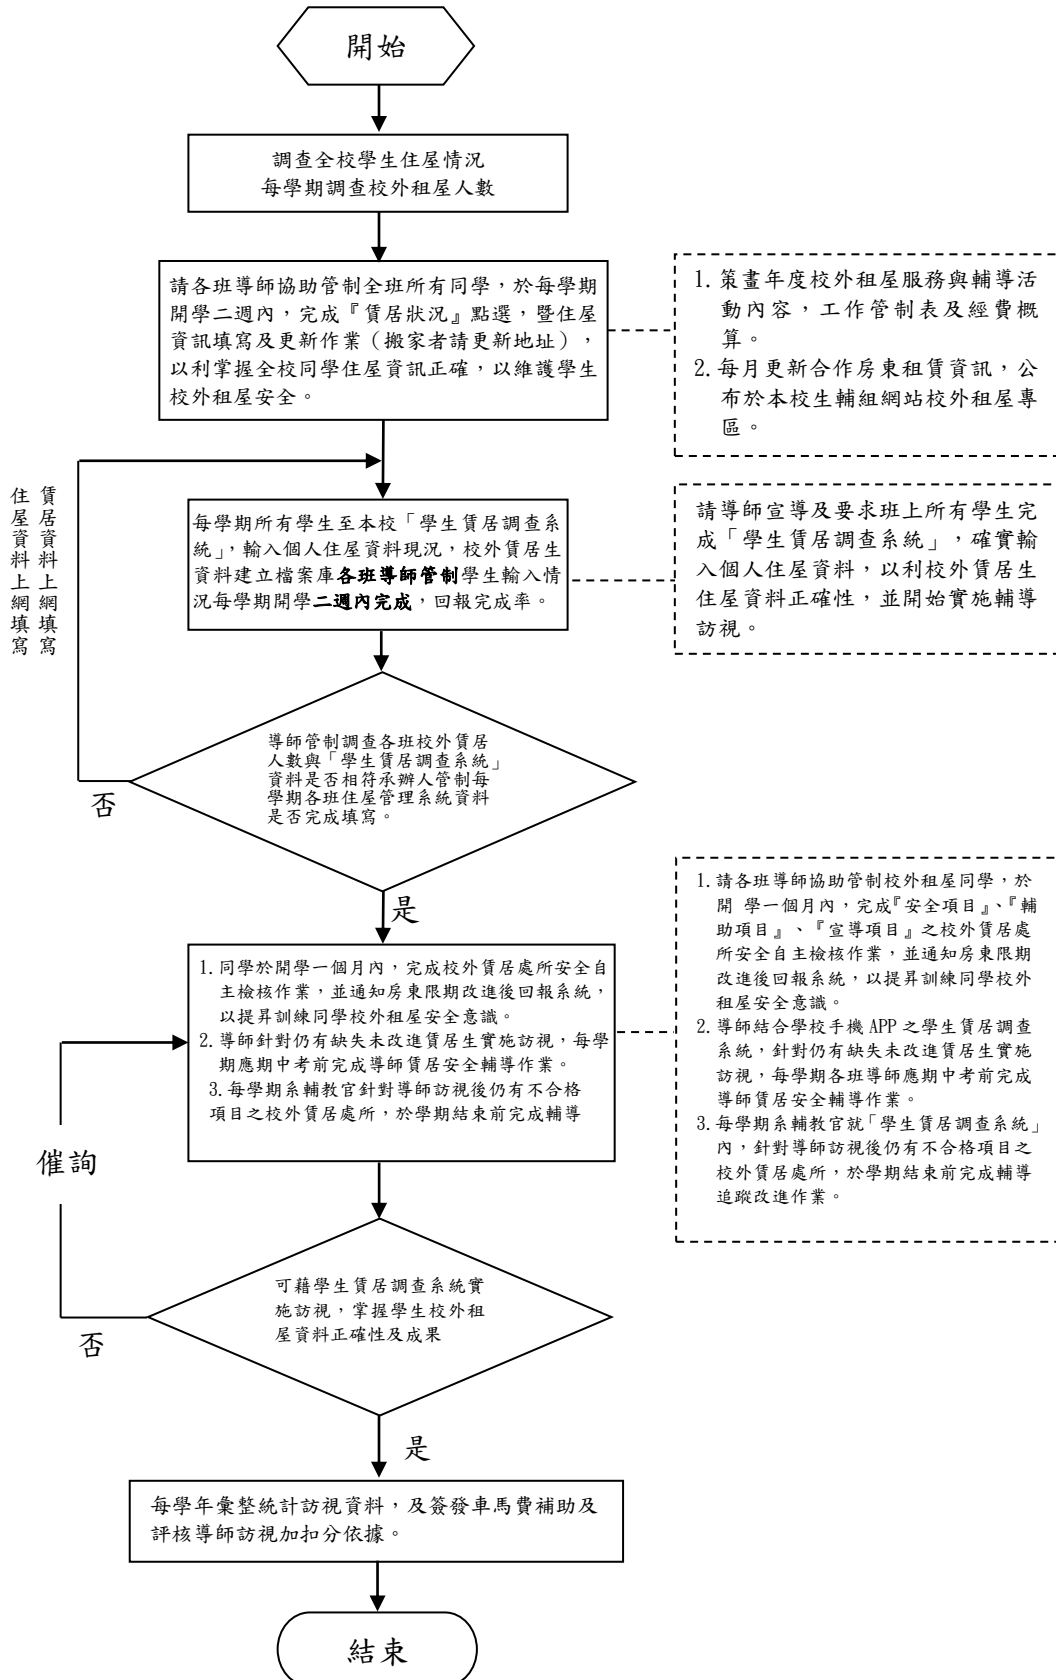 開始
調查全校學生住屋情況
每學期調查校外租屋人數
請各班導師協助管制全班所有同學，於每學期
開學二週內，完成『賃居狀況』點選，暨住屋
資訊填寫及更新作業（搬家者請更新地址），
以利掌握全校同學住屋資訊正確，以維護學生
校外租屋安全。
1. 策畫年度校外租屋服務與輔導活
動內容，工作管制表及經費概
算。
2. 每月更新合作房東租賃資訊，公
布於本校生輔組網站校外租屋專
區。
賃居資料上網填寫
住屋資料上網填寫
每學期所有學生至本校「學生賃居調查系
統」，輸入個人住屋資料現況，校外賃居生
資料建立檔案庫各班導師管制學生輸入情
況每學期開學二週內完成，回報完成率。
請導師宣導及要求班上所有學生完
成「學生賃居調查系統」，確實輸
入個人住屋資料，以利校外賃居生
住屋資料正確性，並開始實施輔導
訪視。
導師管制調查各班校外賃居
人數與「學生賃居調查系統」
資料是否相符承辦人管制每
學期各班住屋管理系統資料
是否完成填寫。
否
是
1. 同學於開學一個月內，完成校外賃居處所安全自
主檢核作業，並通知房東限期改進後回報系統，
以提昇訓練同學校外租屋安全意識。
2. 導師針對仍有缺失未改進賃居生實施訪視，每學
期應期中考前完成導師賃居安全輔導作業。
3. 每學期系輔教官針對導師訪視後仍有不合格
項目之校外賃居處所，於學期結束前完成輔導
1. 請各班導師協助管制校外租屋同學，於
開 學一個月內，完成『安全項目』、『輔
助項目』、『宣導項目』之校外賃居處
所安全自主檢核作業，並通知房東限期
改進後回報系統，以提昇訓練同學校外
租屋安全意識。
2. 導師結合學校手機 APP 之學生賃居調查
系統，針對仍有缺失未改進賃居生實施
訪視，每學期各班導師應期中考前完成
導師賃居安全輔導作業。
3. 每學期系輔教官就「學生賃居調查系統」
內，針對導師訪視後仍有不合格項目之
校外賃居處所，於學期結束前完成輔導
追蹤改進作業。
催詢
可藉學生賃居調查系統實
施訪視，掌握學生校外租
屋資料正確性及成果
否
是
每學年彙整統計訪視資料，及簽發車馬費補助及
評核導師訪視加扣分依據。
結束